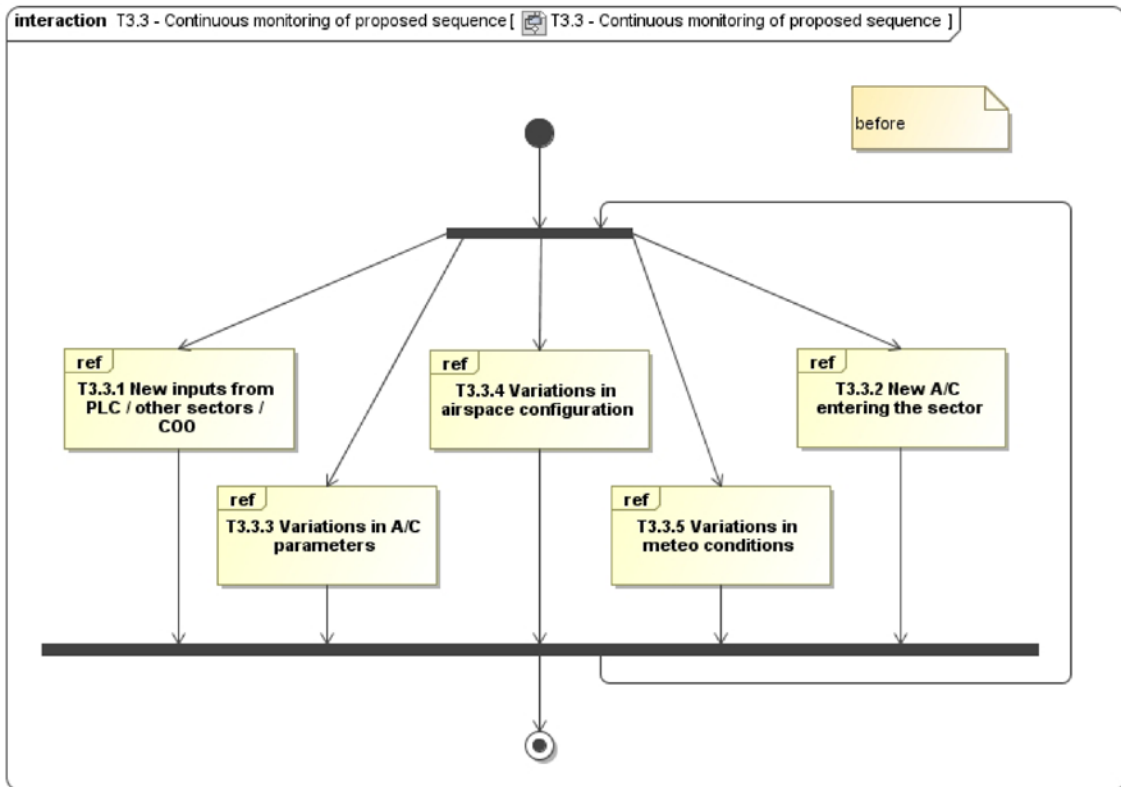 interaction T3.3 - Continuous monitoring of proposed sequence [ T3.3 - Continuous monitoring of proposed sequence ]
before
ref
T3.3.1 New inputs from
PLC / other sectors /
COO
ref
T3.3.4 Variations in
airspace configuration
ref
T3.3.2 New A/C
entering the sector
ref
T3.3.3 Variations in A/C
parameters
ref
T3.3.5 Variations in
meteo conditions